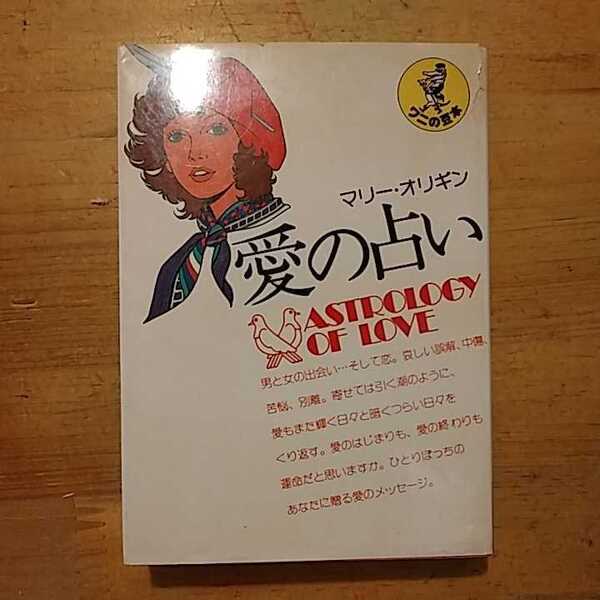 ワニの豆本
マリー・オリギン
愛の占い
ASTROLOGY
OF LOVE
男と女の出会い…そして恋。哀しい誤解、中傷、
苦悩、別離。寄せては引く潮のように、
愛もまた輝く日々と暗くつらい日々を
くり返す。愛のはじまりも、愛の終わりも
運命だと思いますか。ひとりぼっちの
あなたに贈る愛のメッセージ。